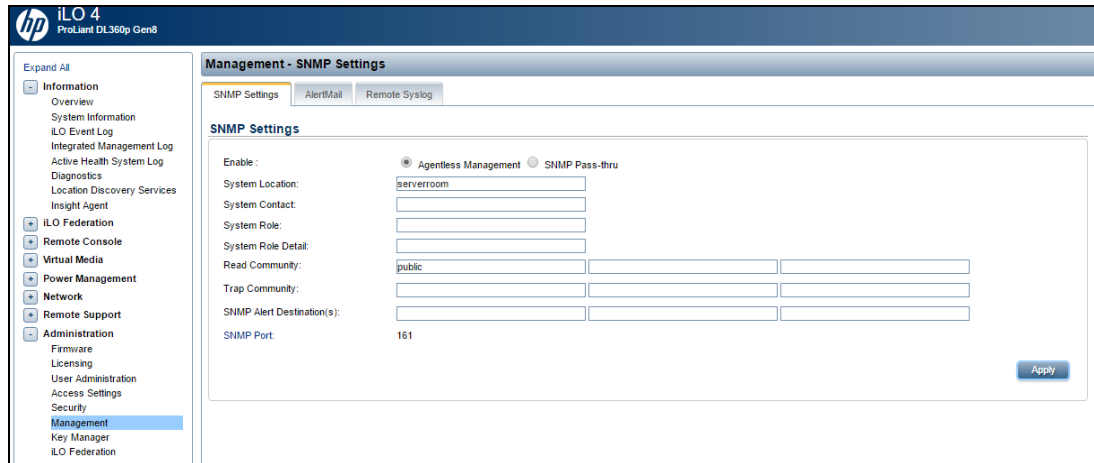 hp
iLO 4
ProLiant DL360p Gen8
Expand All
Information
Overview
System Information
iLO Event Log
Integrated Management Log
Active Health System Log
Diagnostics
Location Discovery Services
Insight Agent
iLO Federation
Remote Console
Virtual Media
Power Management
Network
Remote Support
Administration
Firmware
Licensing
User Administration
Access Settings
Security
Management
Key Manager
iLO Federation
Management - SNMP Settings
SNMP Settings AlertMail Remote Syslog
SNMP Settings
Enable : Agentless Management SNMP Pass-thru
System Location: serverroom
System Contact:
System Role:
System Role Detail:
Read Community: public
Trap Community:
SNMP Alert Destination(s):
SNMP Port: 161
Apply